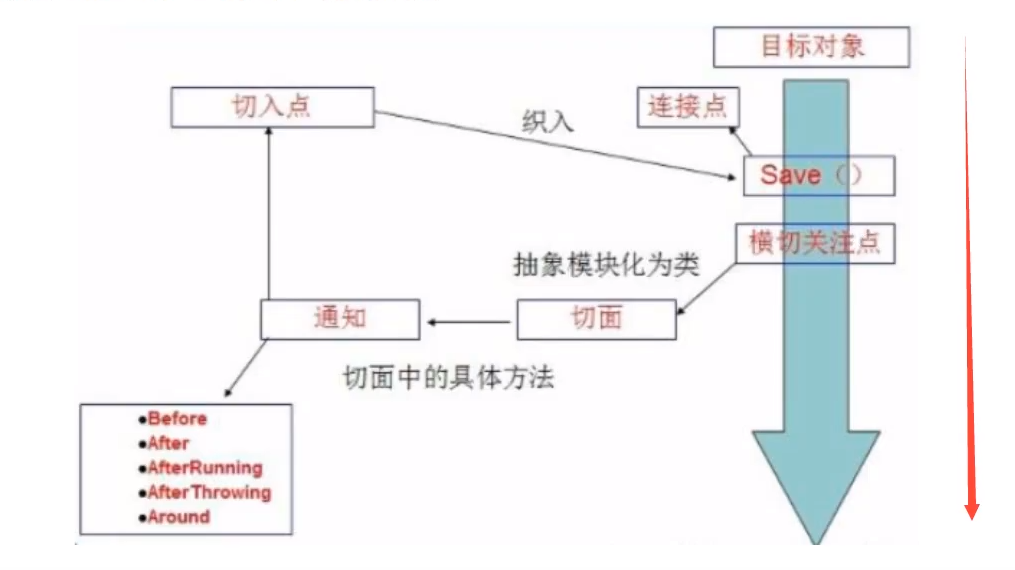 目标对象
切入点
织入
连接点
Save（）
横切关注点
抽象模块化为类
通知
切面
切面中的具体方法
●Before
●After
●AfterRunning
●AfterThrowing
●Around